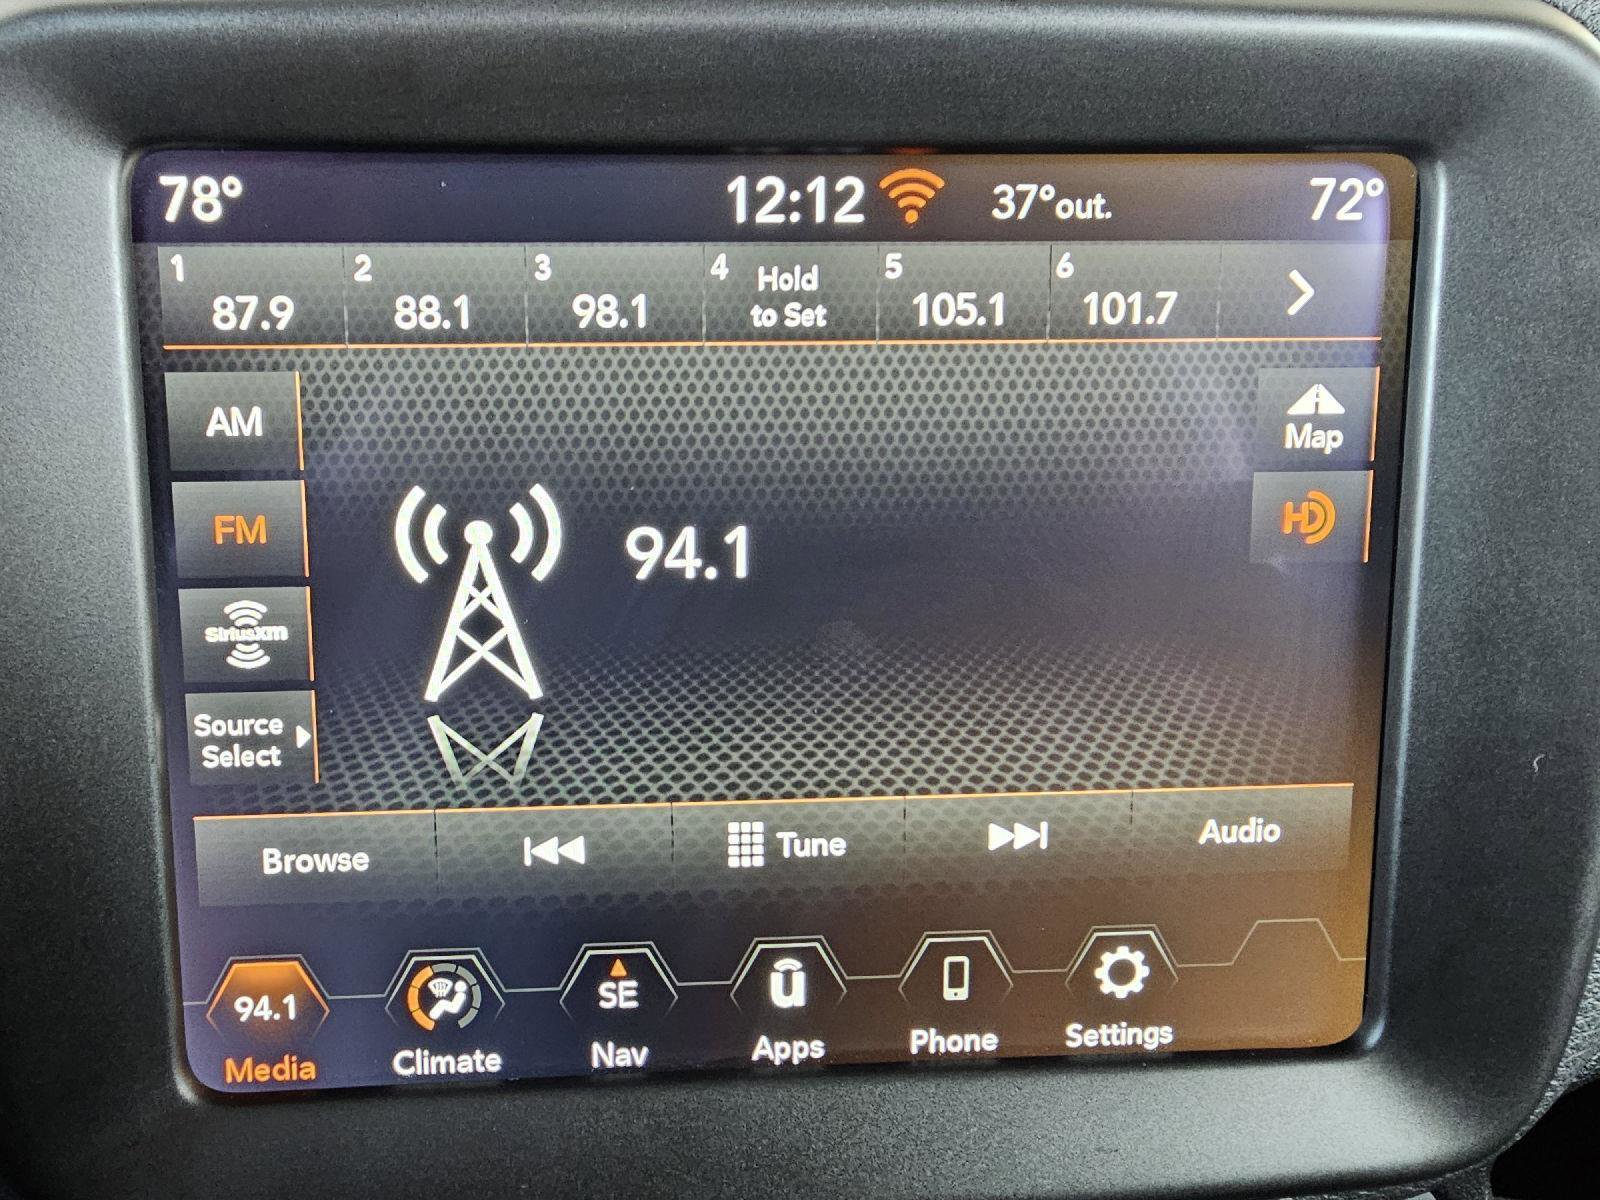 78° 12:12 37°out. 72°
1 2 3 4 Hold 5 6
87.9 88.1 98.1 to Set 105.1 101.7
AM
Map
FM
94.1
HD
SiriusXM
Source
Select
Browse Tune Audio
94.1 SE u
Media Climate Nav Apps Phone Settings